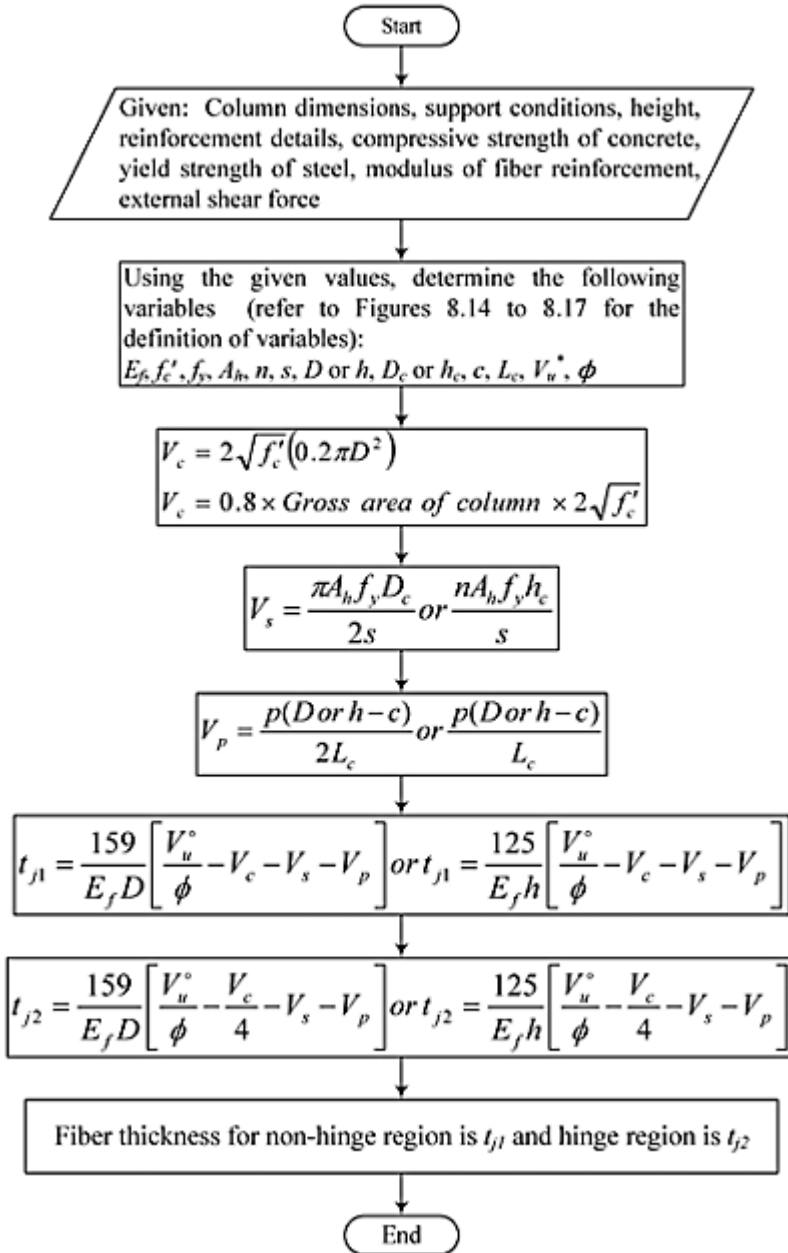 Start
Given: Column dimensions, support conditions, height,
reinforcement details, compressive strength of concrete,
yield strength of steel, modulus of fiber reinforcement,
external shear force
Using the given values, determine the following
variables (refer to Figures 8.14 to 8.17 for the
definition of variables):
E_f, f_c′, f_y, A_h, n, s, D or h, D_c or h_c, c, L_c, V_u*, ϕ
V_c = 2√f_c′(0.2πD²)
V_c = 0.8 × Gross area of column × 2√f_c′
V_s = πA_h f_y D_c / 2s or nA_h f_y h_c / s
V_p = p(D or h − c) / 2L_c or p(D or h − c) / L_c
t_j1 = 159 / E_f D [V_u° / ϕ − V_c − V_s − V_p] or t_j1 = 125 / E_f h [V_u° / ϕ − V_c − V_s − V_p]
t_j2 = 159 / E_f D [V_u° / ϕ − V_c / 4 − V_s − V_p] or t_j2 = 125 / E_f h [V_u° / ϕ − V_c / 4 − V_s − V_p]
Fiber thickness for non-hinge region is t_j1 and hinge region is t_j2
End